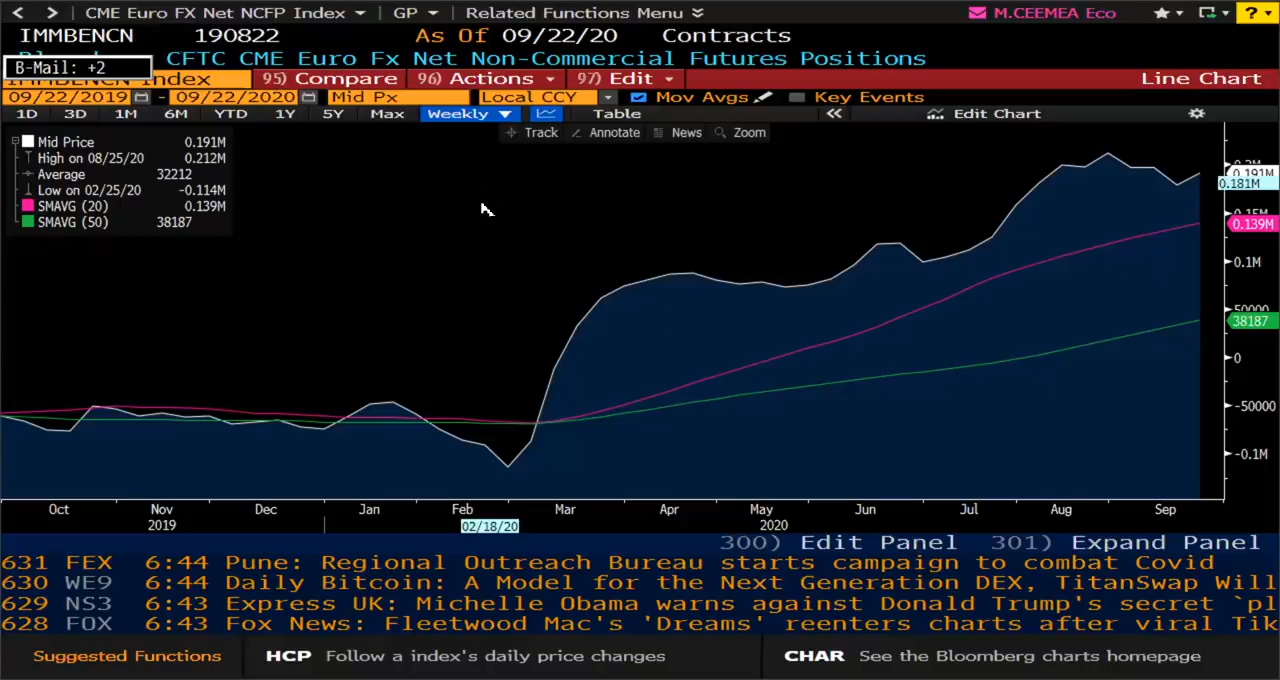 < > CME Euro FX Net NCFP Index GP Related Functions Menu M.CEEMEA Eco ?
IMMBENCN 190822 As Of 09/22/20 Contracts
CFTC CME Euro Fx Net Non-Commercial Futures Positions
B-Mail: +2
IMMBENCN Index 95) Compare 96) Actions 97) Edit Line Chart
09/22/2019 - 09/22/2020 Mid Px Local CCY Mov Avgs Key Events
1D 3D 1M 6M YTD 1Y 5Y Max Weekly Table « Edit Chart
Track Annotate News Zoom
Mid Price 0.191M
High on 08/25/20 0.212M
Average 32212
Low on 02/25/20 -0.114M
SMAVG (20) 0.139M
SMAVG (50) 38187
0.191M
0.181M
0.15M
0.139M
0.1M
50000
38187
0
-50000
-0.1M
Oct Nov Dec Jan Feb Mar Apr May Jun Jul Aug Sep
2019 02/18/20 2020
300) Edit Panel 301) Expand Panel
631 FEX 6:44 Pune: Regional Outreach Bureau starts campaign to combat Covid
630 WE9 6:44 Daily Bitcoin: A Model for the Next Generation DEX, TitanSwap Will
629 NS3 6:43 Express UK: Michelle Obama warns against Donald Trump's secret `pl
628 FOX 6:43 Fox News: Fleetwood Mac's 'Dreams' reenters charts after viral Tik
Suggested Functions HCP Follow a index's daily price changes CHAR See the Bloomberg charts homepage